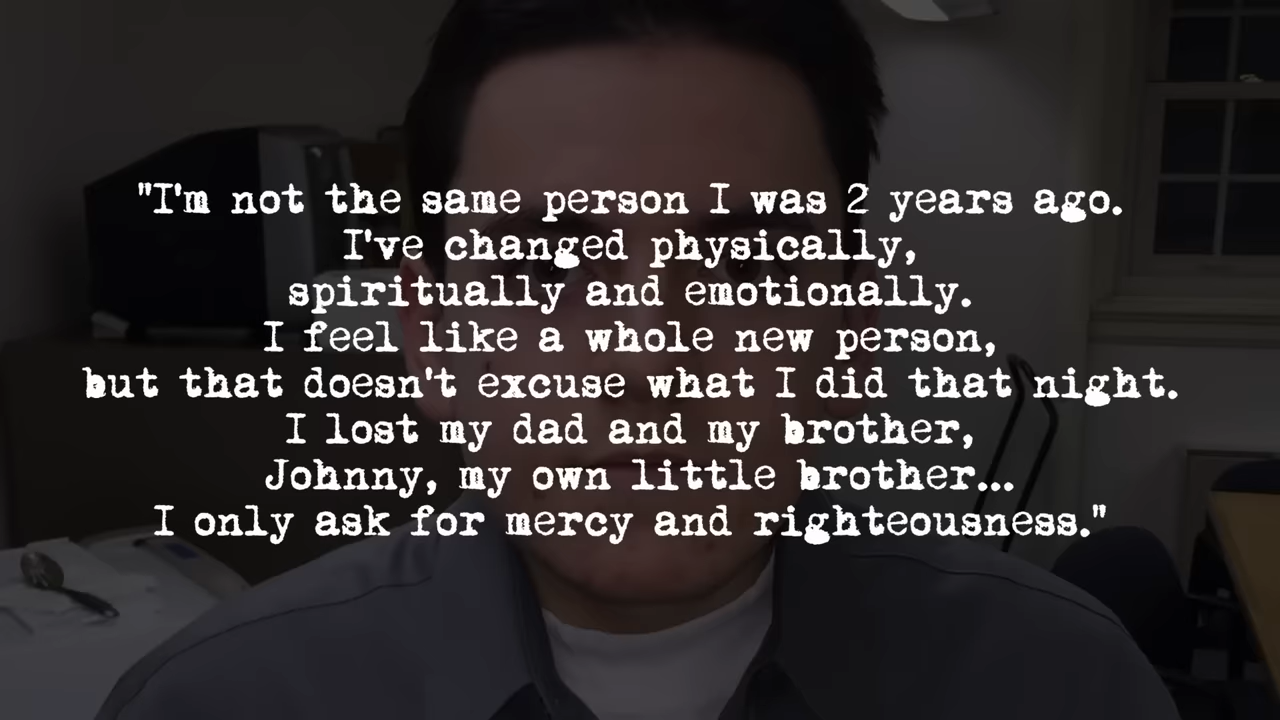 "I'm not the same person I was 2 years ago.
I've changed physically,
spiritually and emotionally.
I feel like a whole new person,
but that doesn't excuse what I did that night.
I lost my dad and my brother,
Johnny, my own little brother...
I only ask for mercy and righteousness."